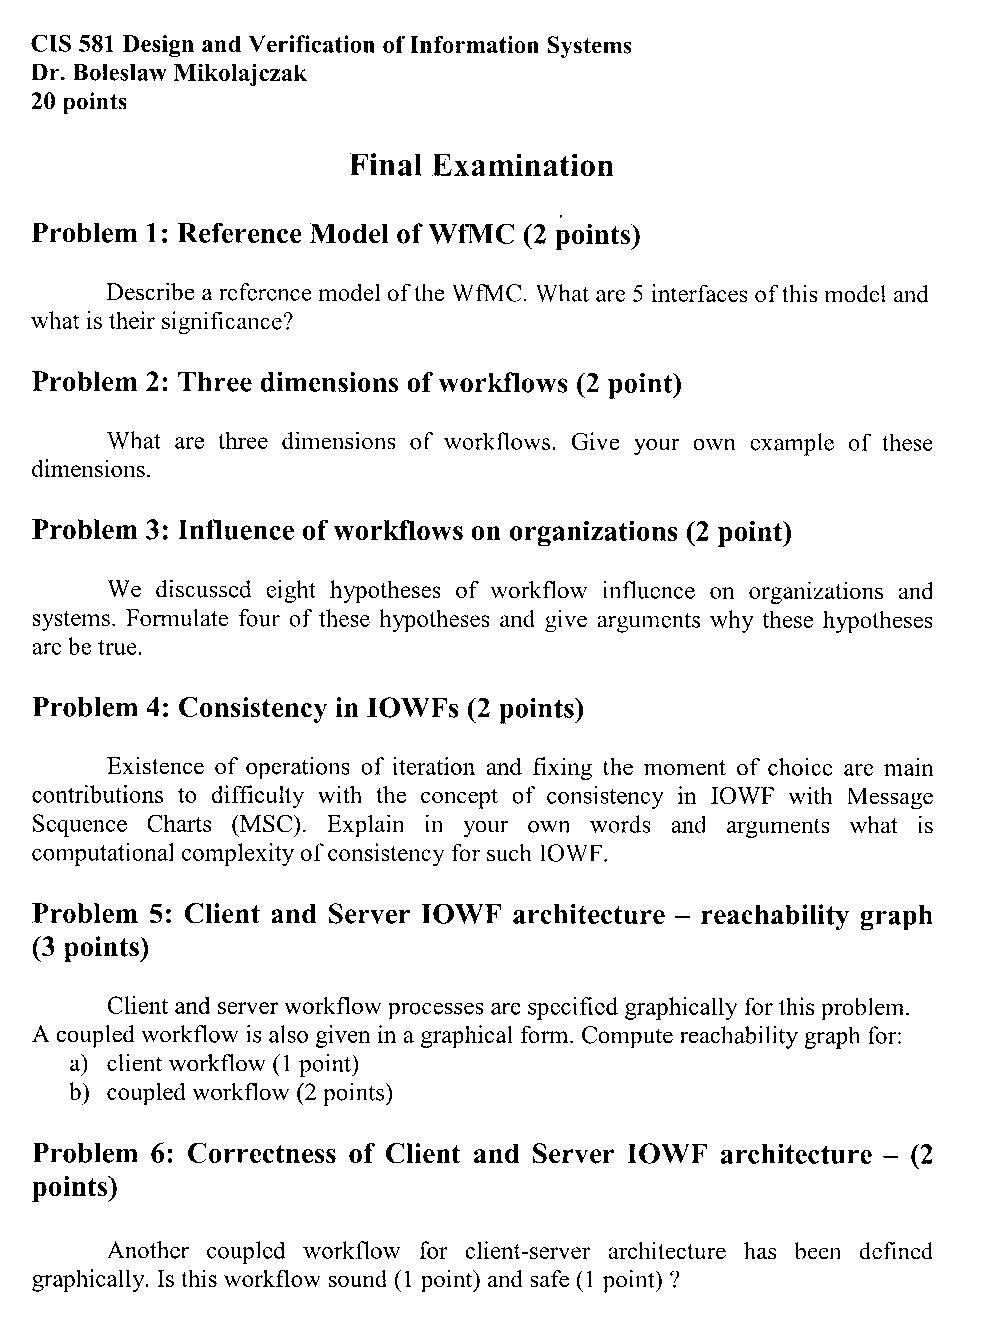 CIS 581 Design and Verification of Information Systems
Dr. Boleslaw Mikolajczak
20 points
Final Examination
Problem 1: Reference Model of WfMC (2 points)
Describe a reference model of the WfMC. What are 5 interfaces of this model and
what is their significance?
Problem 2: Three dimensions of workflows (2 point)
What are three dimensions of workflows. Give your own example of these
dimensions.
Problem 3: Influence of workflows on organizations (2 point)
We discussed eight hypotheses of workflow influence on organizations and
systems. Formulate four of these hypotheses and give arguments why these hypotheses
are be true.
Problem 4: Consistency in IOWFs (2 points)
Existence of operations of iteration and fixing the moment of choice are main
contributions to difficulty with the concept of consistency in IOWF with Message
Sequence Charts (MSC). Explain in your own words and arguments what is
computational complexity of consistency for such IOWF.
Problem 5: Client and Server IOWF architecture – reachability graph
(3 points)
Client and server workflow processes are specified graphically for this problem.
A coupled workflow is also given in a graphical form. Compute reachability graph for:
a) client workflow (1 point)
b) coupled workflow (2 points)
Problem 6: Correctness of Client and Server IOWF architecture – (2
points)
Another coupled workflow for client-server architecture has been defined
graphically. Is this workflow sound (1 point) and safe (1 point) ?